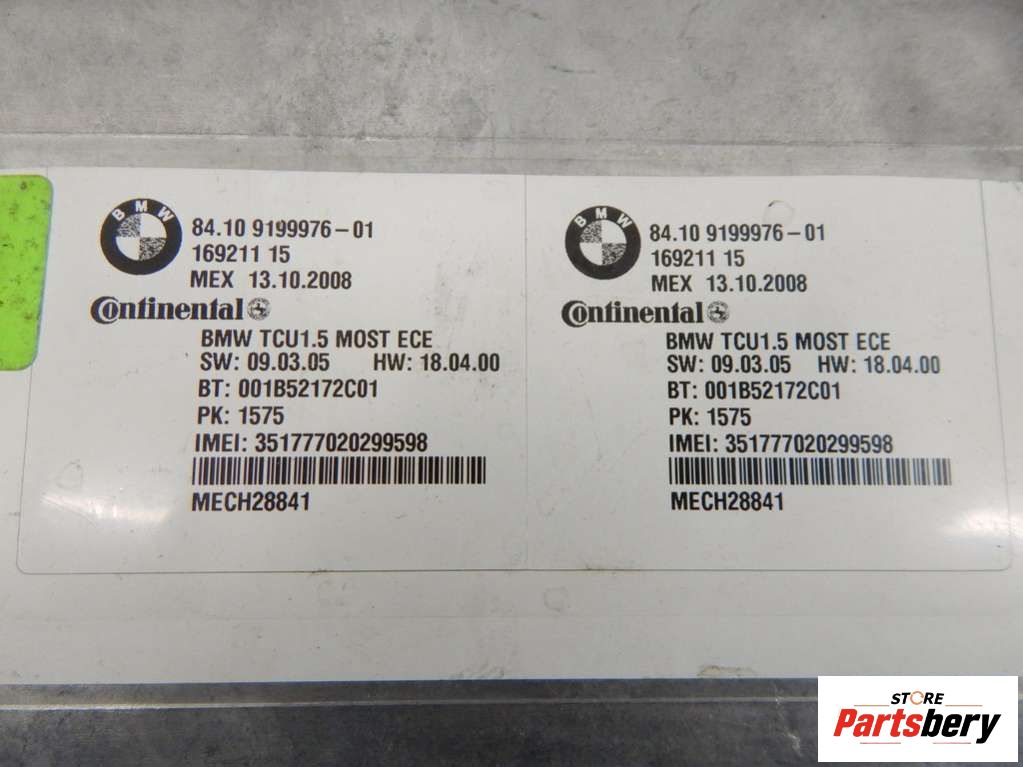 BMW
84.10 9199976-01
169211 15
MEX 13.10.2008
Continental
BMW TCU1.5 MOST ECE
SW: 09.03.05 HW: 18.04.00
BT: 001B52172C01
PK: 1575
IMEI: 351777020299598
MECH28841
BMW
84.10 9199976-01
169211 15
MEX 13.10.2008
Continental
BMW TCU1.5 MOST ECE
SW: 09.03.05 HW: 18.04.00
BT: 001B52172C01
PK: 1575
IMEI: 351777020299598
MECH28841
STORE
Partsbery